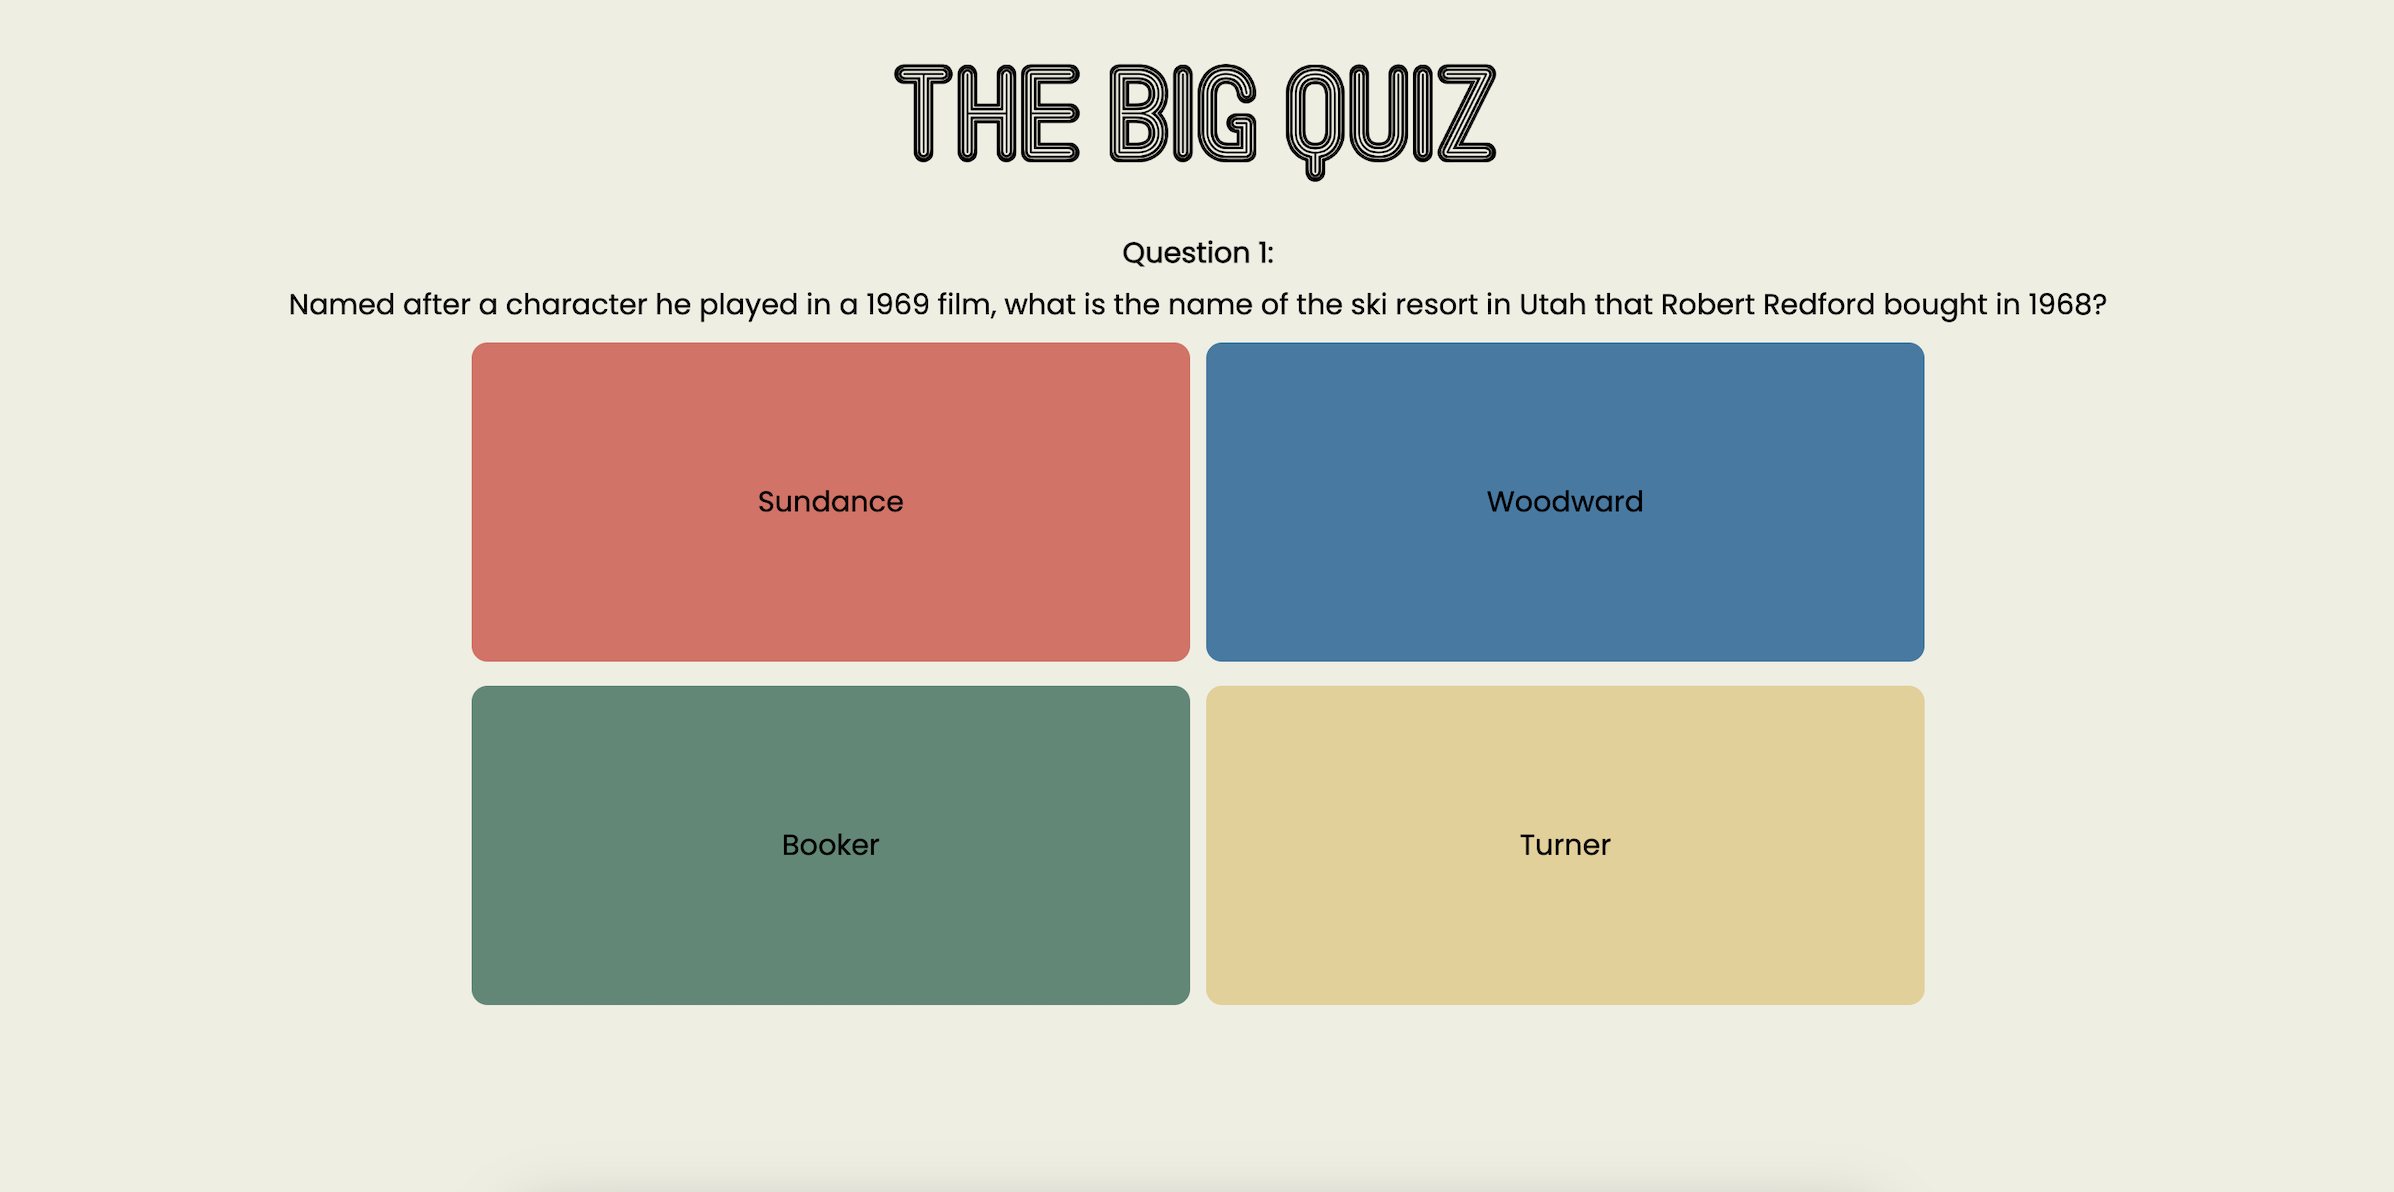 THE BIG QUIZ
Question 1:
Named after a character he played in a 1969 film, what is the name of the ski resort in Utah that Robert Redford bought in 1968?
Sundance
Woodward
Booker
Turner